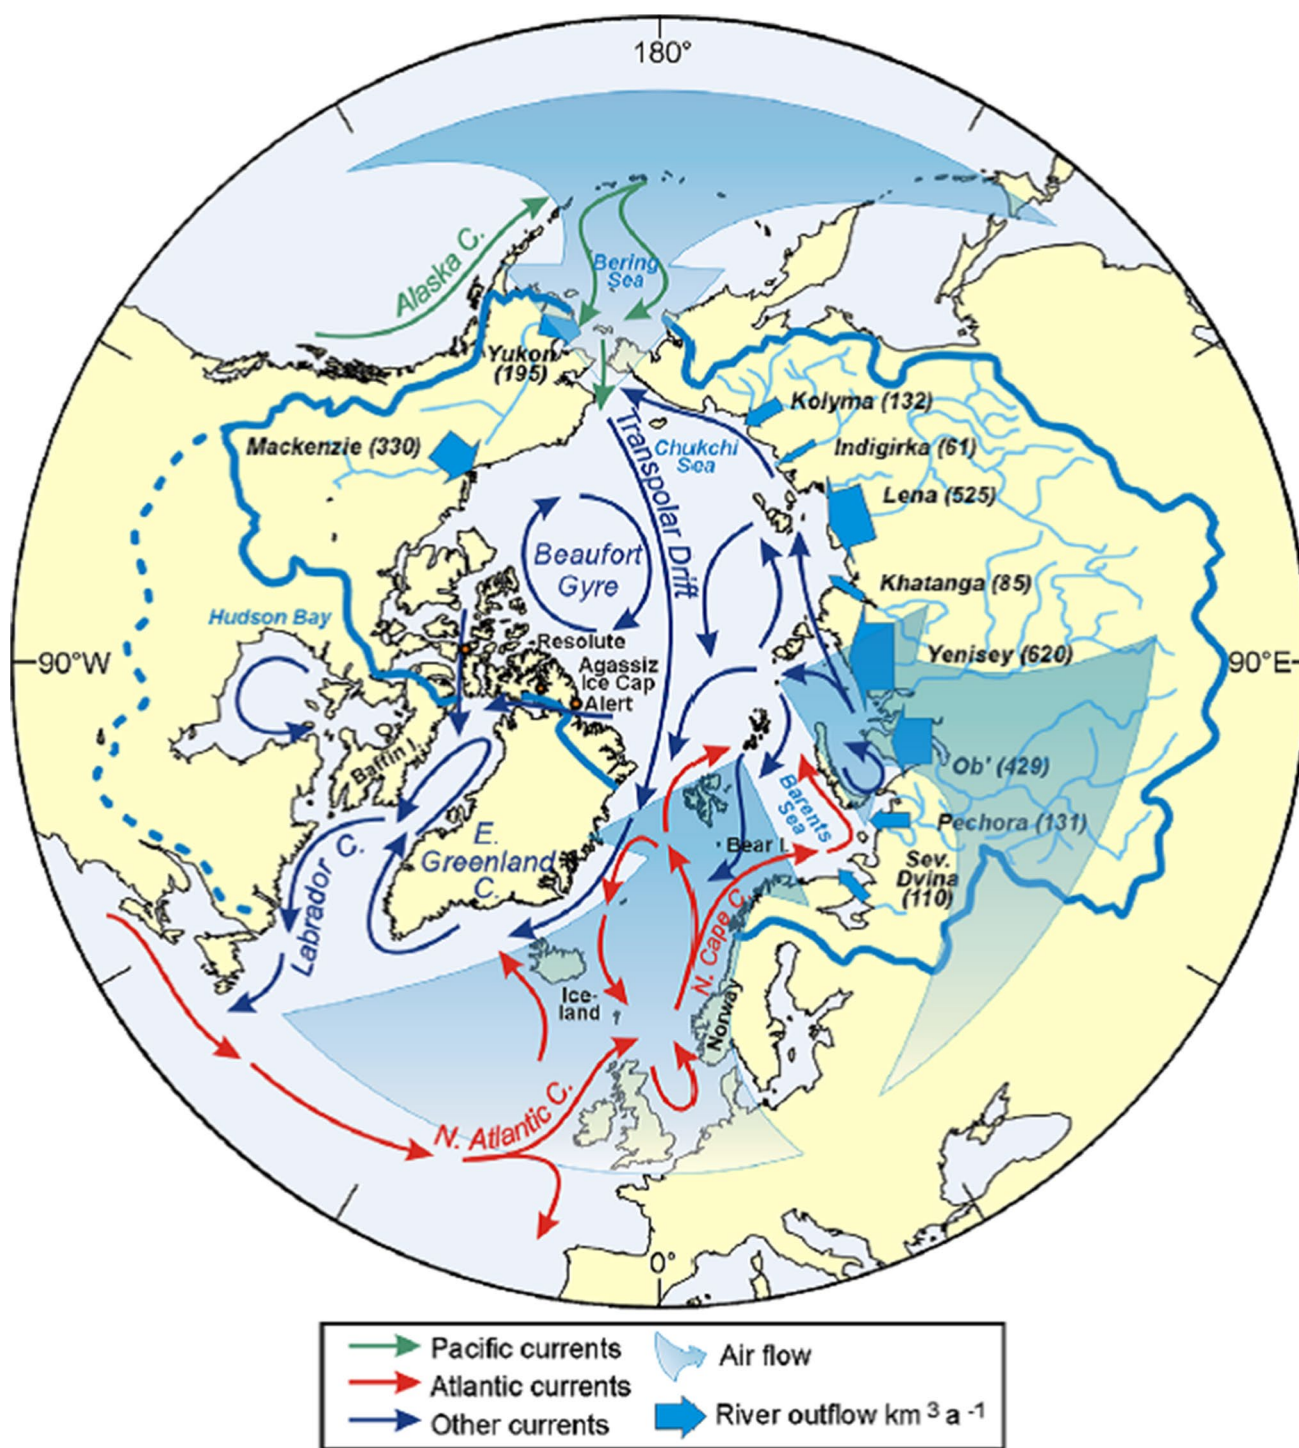 180°
Alaska C.
Bering
Sea
Yukon
(195)
Kolyma (132)
Mackenzie (330)
Chukchi
Sea
Indigirka (61)
Transpolar Drift
Lena (525)
Beaufort
Gyre
Khatanga (85)
Hudson Bay
Resolute
Agassiz
Ice Cap
Alert
Yenisey (620)
90°W
90°E
Baffin I.
Ob' (429)
Barents
Sea
Pechora (131)
E.
Greenland
C.
Bear I.
Sev.
Dvina
(110)
Labrador C.
N. Cape C.
Ice-
land
Norway
N. Atlantic C.
0°
Pacific currents
Atlantic currents
Other currents
Air flow
River outflow km³ a⁻¹